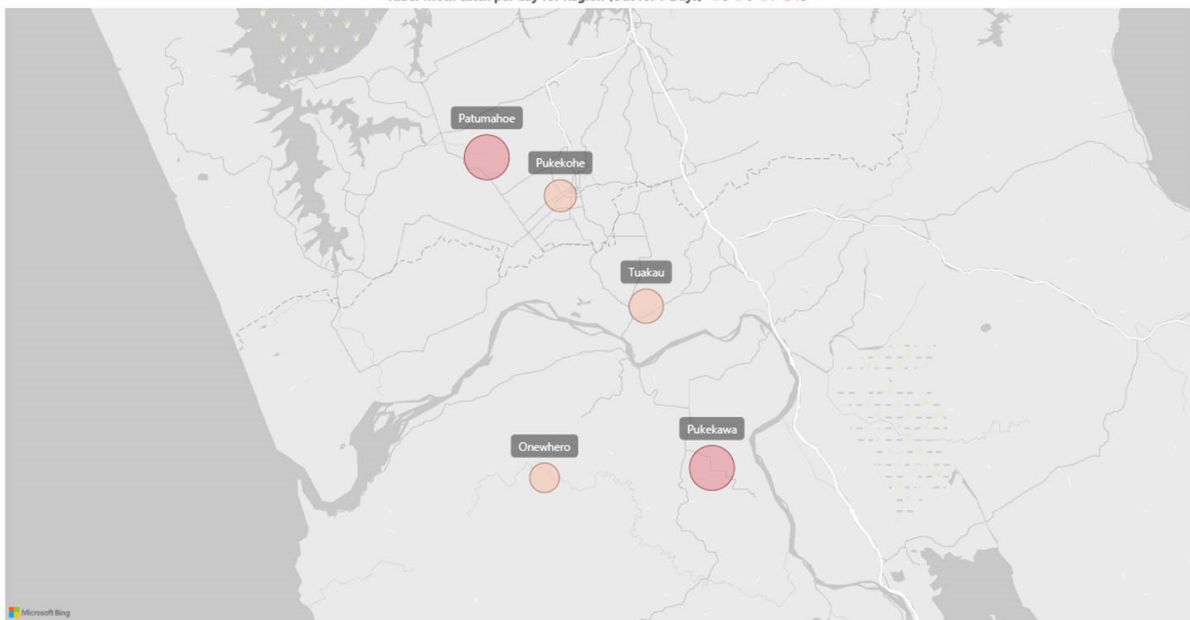 Patumahoe
Pukekohe
Tuakau
Pukekawa
Onewhero
Microsoft Bing